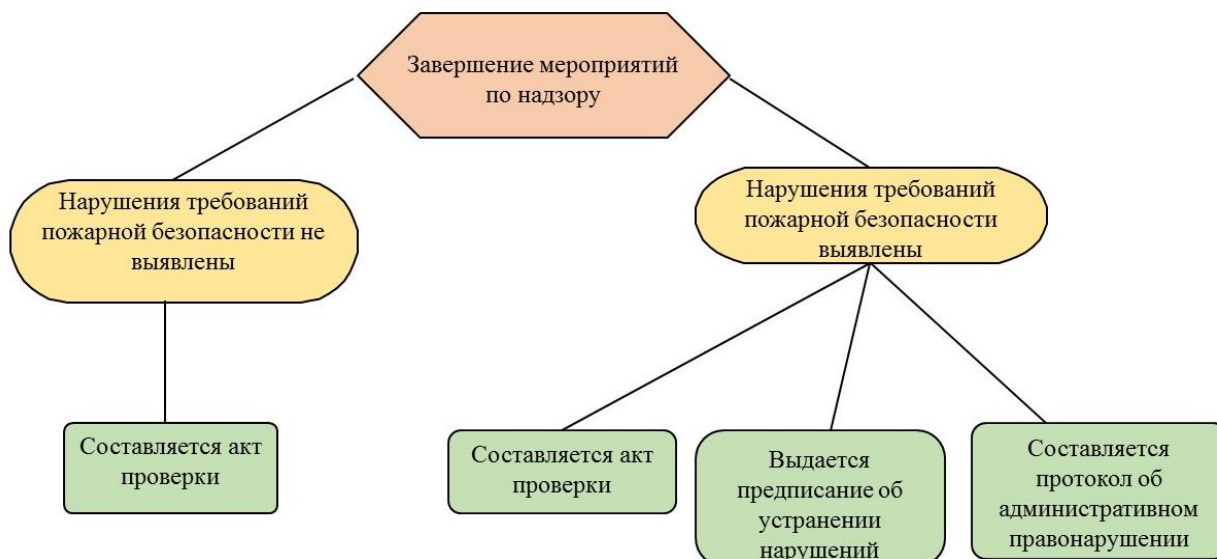 Завершение мероприятий
по надзору
Нарушения требований
пожарной безопасности не
выявлены
Нарушения требований
пожарной безопасности
выявлены
Составляется акт
проверки
Составляется акт
проверки
Выдается
предписание об
устранении
нарушений
Составляется
протокол об
административном
правонарушении